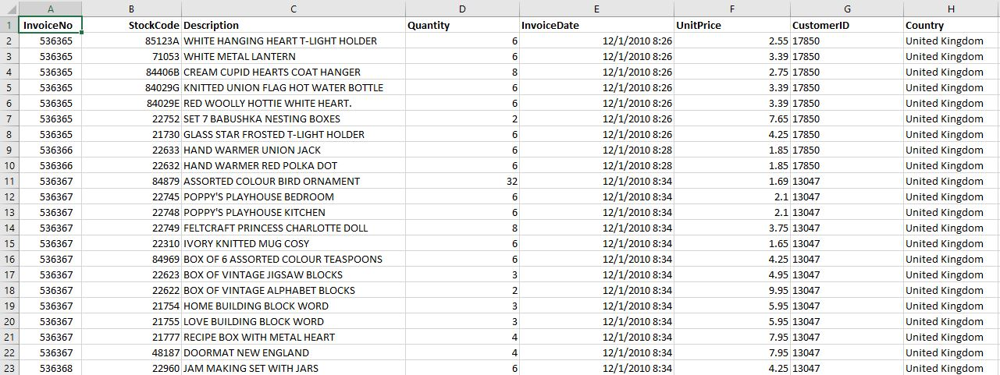 A B C D E F G H
1 InvoiceNo StockCode Description Quantity InvoiceDate UnitPrice CustomerID Country
2 536365 85123A WHITE HANGING HEART T-LIGHT HOLDER 6 12/1/2010 8:26 2.55 17850 United Kingdom
3 536365 71053 WHITE METAL LANTERN 6 12/1/2010 8:26 3.39 17850 United Kingdom
4 536365 84406B CREAM CUPID HEARTS COAT HANGER 8 12/1/2010 8:26 2.75 17850 United Kingdom
5 536365 84029G KNITTED UNION FLAG HOT WATER BOTTLE 6 12/1/2010 8:26 3.39 17850 United Kingdom
6 536365 84029E RED WOOLLY HOTTIE WHITE HEART. 6 12/1/2010 8:26 3.39 17850 United Kingdom
7 536365 22752 SET 7 BABUSHKA NESTING BOXES 2 12/1/2010 8:26 7.65 17850 United Kingdom
8 536365 21730 GLASS STAR FROSTED T-LIGHT HOLDER 6 12/1/2010 8:26 4.25 17850 United Kingdom
9 536366 22633 HAND WARMER UNION JACK 6 12/1/2010 8:28 1.85 17850 United Kingdom
10 536366 22632 HAND WARMER RED POLKA DOT 6 12/1/2010 8:28 1.85 17850 United Kingdom
11 536367 84879 ASSORTED COLOUR BIRD ORNAMENT 32 12/1/2010 8:34 1.69 13047 United Kingdom
12 536367 22745 POPPY'S PLAYHOUSE BEDROOM 6 12/1/2010 8:34 2.1 13047 United Kingdom
13 536367 22748 POPPY'S PLAYHOUSE KITCHEN 6 12/1/2010 8:34 2.1 13047 United Kingdom
14 536367 22749 FELTCRAFT PRINCESS CHARLOTTE DOLL 8 12/1/2010 8:34 3.75 13047 United Kingdom
15 536367 22310 IVORY KNITTED MUG COSY 6 12/1/2010 8:34 1.65 13047 United Kingdom
16 536367 84969 BOX OF 6 ASSORTED COLOUR TEASPOONS 6 12/1/2010 8:34 4.25 13047 United Kingdom
17 536367 22623 BOX OF VINTAGE JIGSAW BLOCKS 3 12/1/2010 8:34 4.95 13047 United Kingdom
18 536367 22622 BOX OF VINTAGE ALPHABET BLOCKS 2 12/1/2010 8:34 9.95 13047 United Kingdom
19 536367 21754 HOME BUILDING BLOCK WORD 3 12/1/2010 8:34 5.95 13047 United Kingdom
20 536367 21755 LOVE BUILDING BLOCK WORD 3 12/1/2010 8:34 5.95 13047 United Kingdom
21 536367 21777 RECIPE BOX WITH METAL HEART 4 12/1/2010 8:34 7.95 13047 United Kingdom
22 536367 48187 DOORMAT NEW ENGLAND 4 12/1/2010 8:34 7.95 13047 United Kingdom
23 536368 22960 JAM MAKING SET WITH JARS 6 12/1/2010 8:34 4.25 13047 United Kingdom